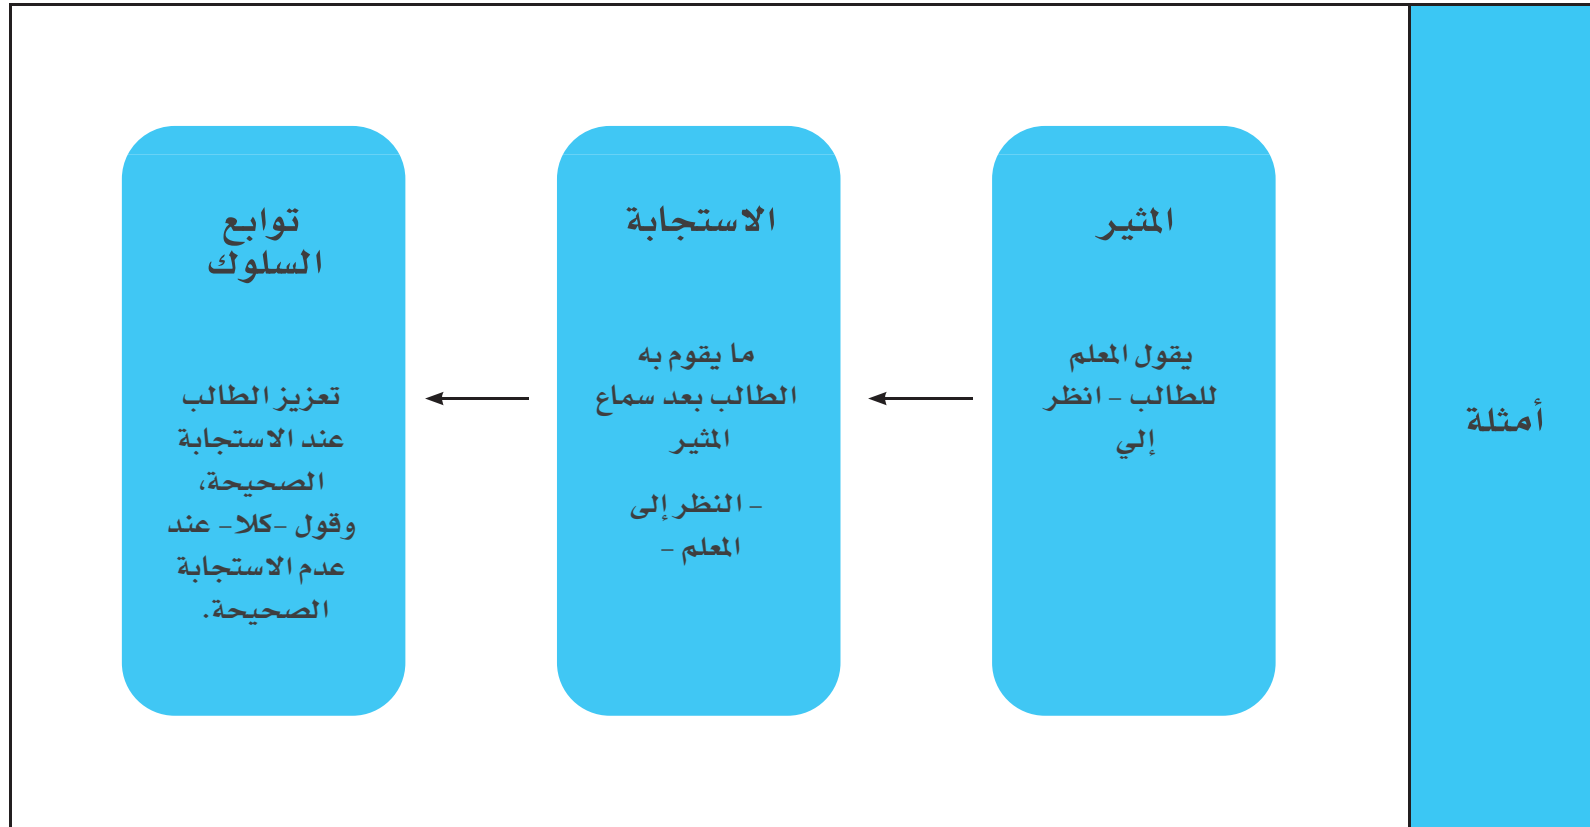 أمثلة
المثير
يقول المعلم
للطالب – انظر
إلي
الاستجابة
ما يقوم به
الطالب بعد سماع
المثير
– النظر إلى
المعلم –
توابع
السلوك
تعزيز الطالب
عند الاستجابة
الصحيحة،
وقول -كلا- عند
عدم الاستجابة
الصحيحة.